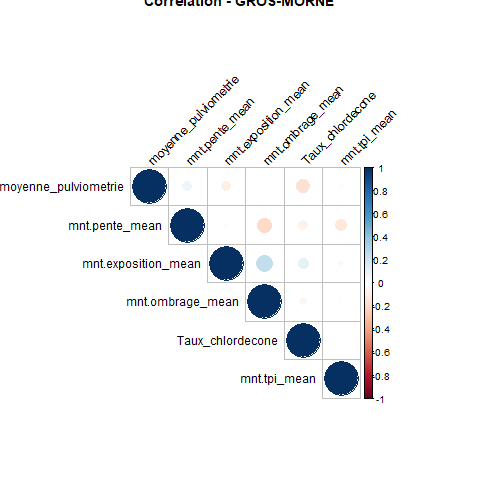 Correlation - GROS-MORNE
moyenne_pulviometrie
mnt.pente_mean
mnt.exposition_mean
mnt.ombrage_mean
Taux_chlordecone
mnt.tpi_mean
moyenne_pulviometrie
mnt.pente_mean
mnt.exposition_mean
mnt.ombrage_mean
Taux_chlordecone
mnt.tpi_mean
1
0.8
0.6
0.4
0.2
0
-0.2
-0.4
-0.6
-0.8
-1